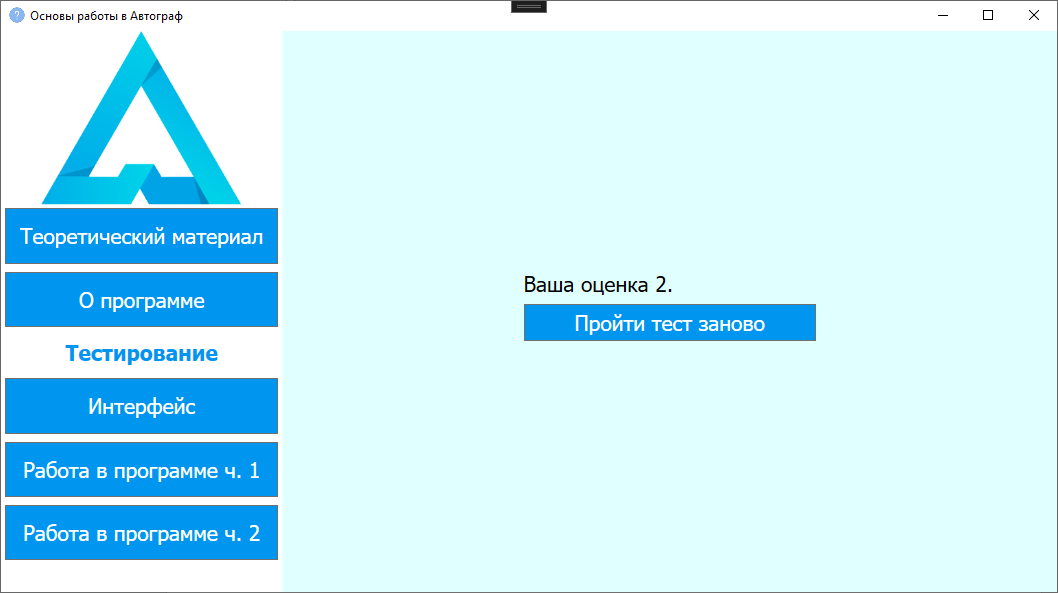 Основы работы в Автограф
Теоретический материал
О программе
Тестирование
Интерфейс
Работа в программе ч. 1
Работа в программе ч. 2
Ваша оценка 2.
Пройти тест заново